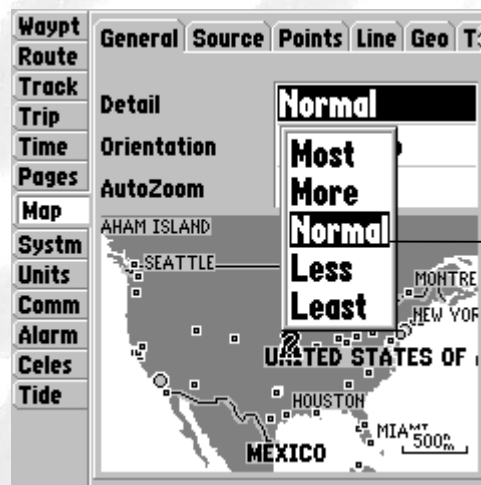 Waypt
Route
Track
Trip
Time
Pages
Map
Systm
Units
Comm
Alarm
Celes
Tide
General Source Points Line Geo
Detail Normal
Orientation
AutoZoom
Most
More
Normal
Less
Least
AHAM ISLAND
SEATTLE
MONTRE
NEW YOR
UNITED STATES OF
HOUSTON
MIAMI
500
MEXICO